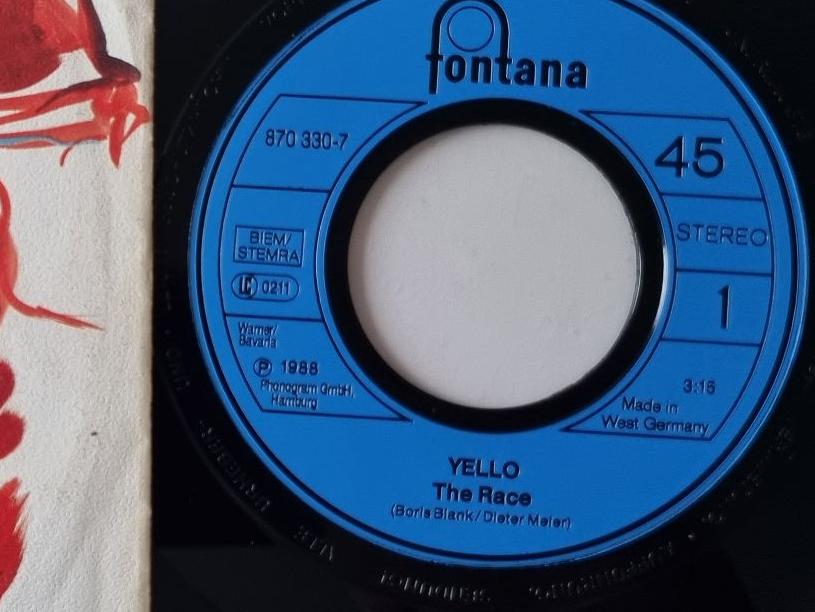 fontana
870 330-7
45
BIEM/
STEMRA
STEREO
LC 0211
1
Warner/
Bavaria
℗ 1988
Phonogram GmbH,
Hamburg
3:15
Made in
West Germany
YELLO
The Race
(Boris Blank/Dieter Meier)